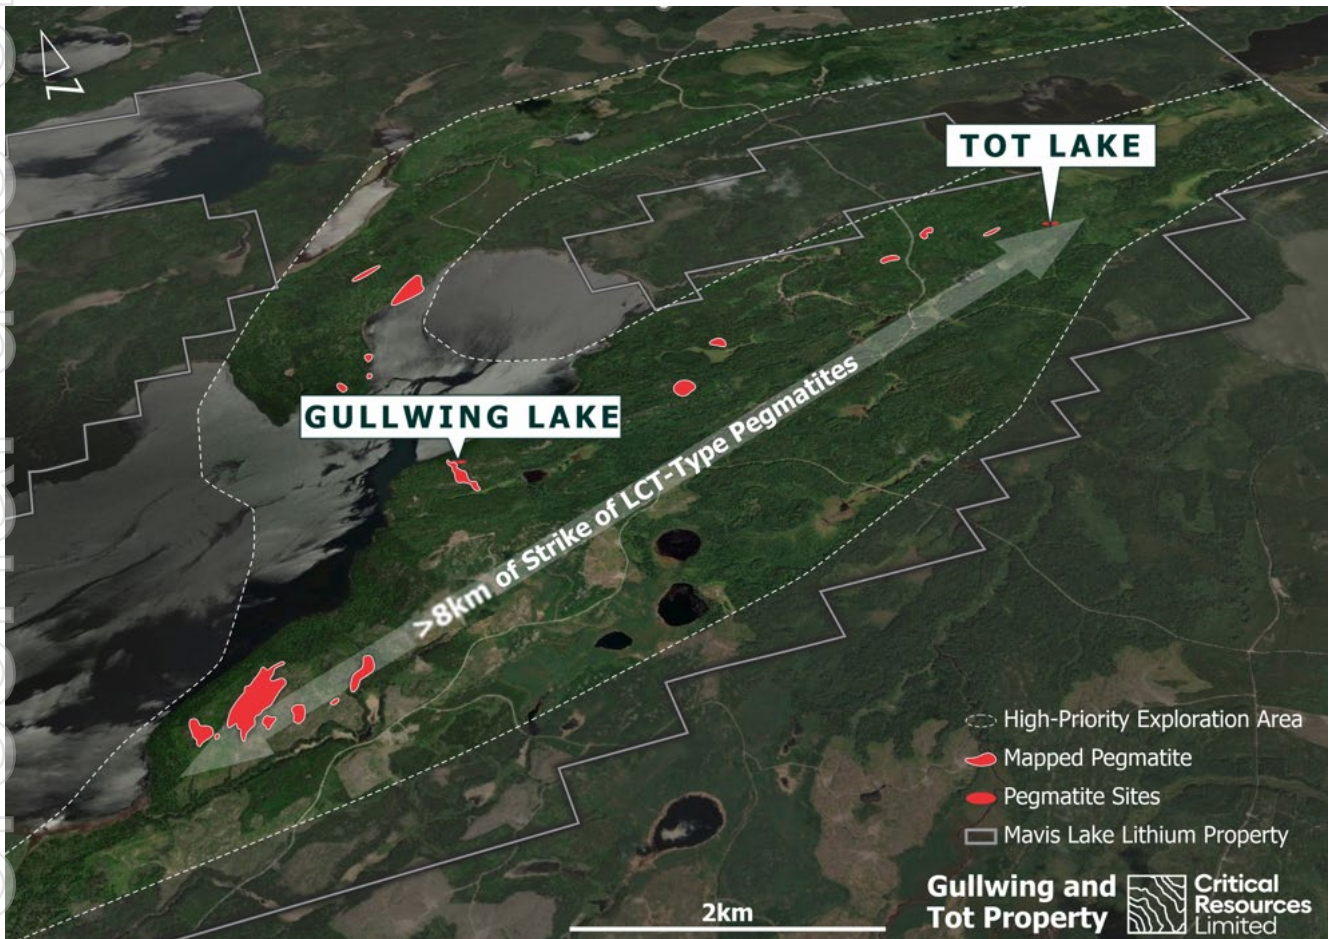 Z
TOT LAKE
GULLWING LAKE
>8km of Strike of LCT-Type Pegmatites
High-Priority Exploration Area
Mapped Pegmatite
Pegmatite Sites
Mavis Lake Lithium Property
Gullwing and
Tot Property
Critical
Resources
Limited
2km